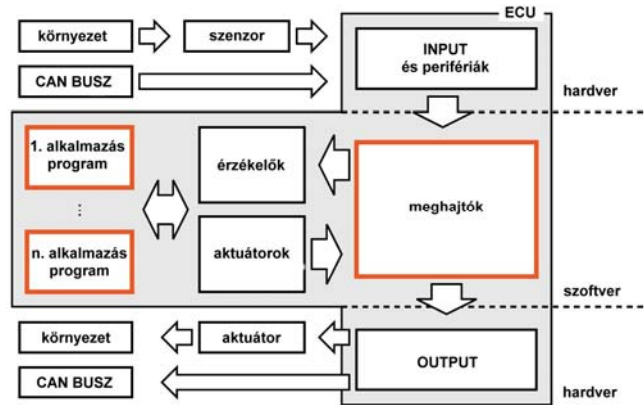 ECU
környezet
szenzor
INPUT
és perifériák
CAN BUSZ
hardver
1. alkalmazás
program
érzékelők
meghajtók
⋮
n. alkalmazás
program
aktuátorok
szoftver
környezet
aktuátor
OUTPUT
CAN BUSZ
hardver